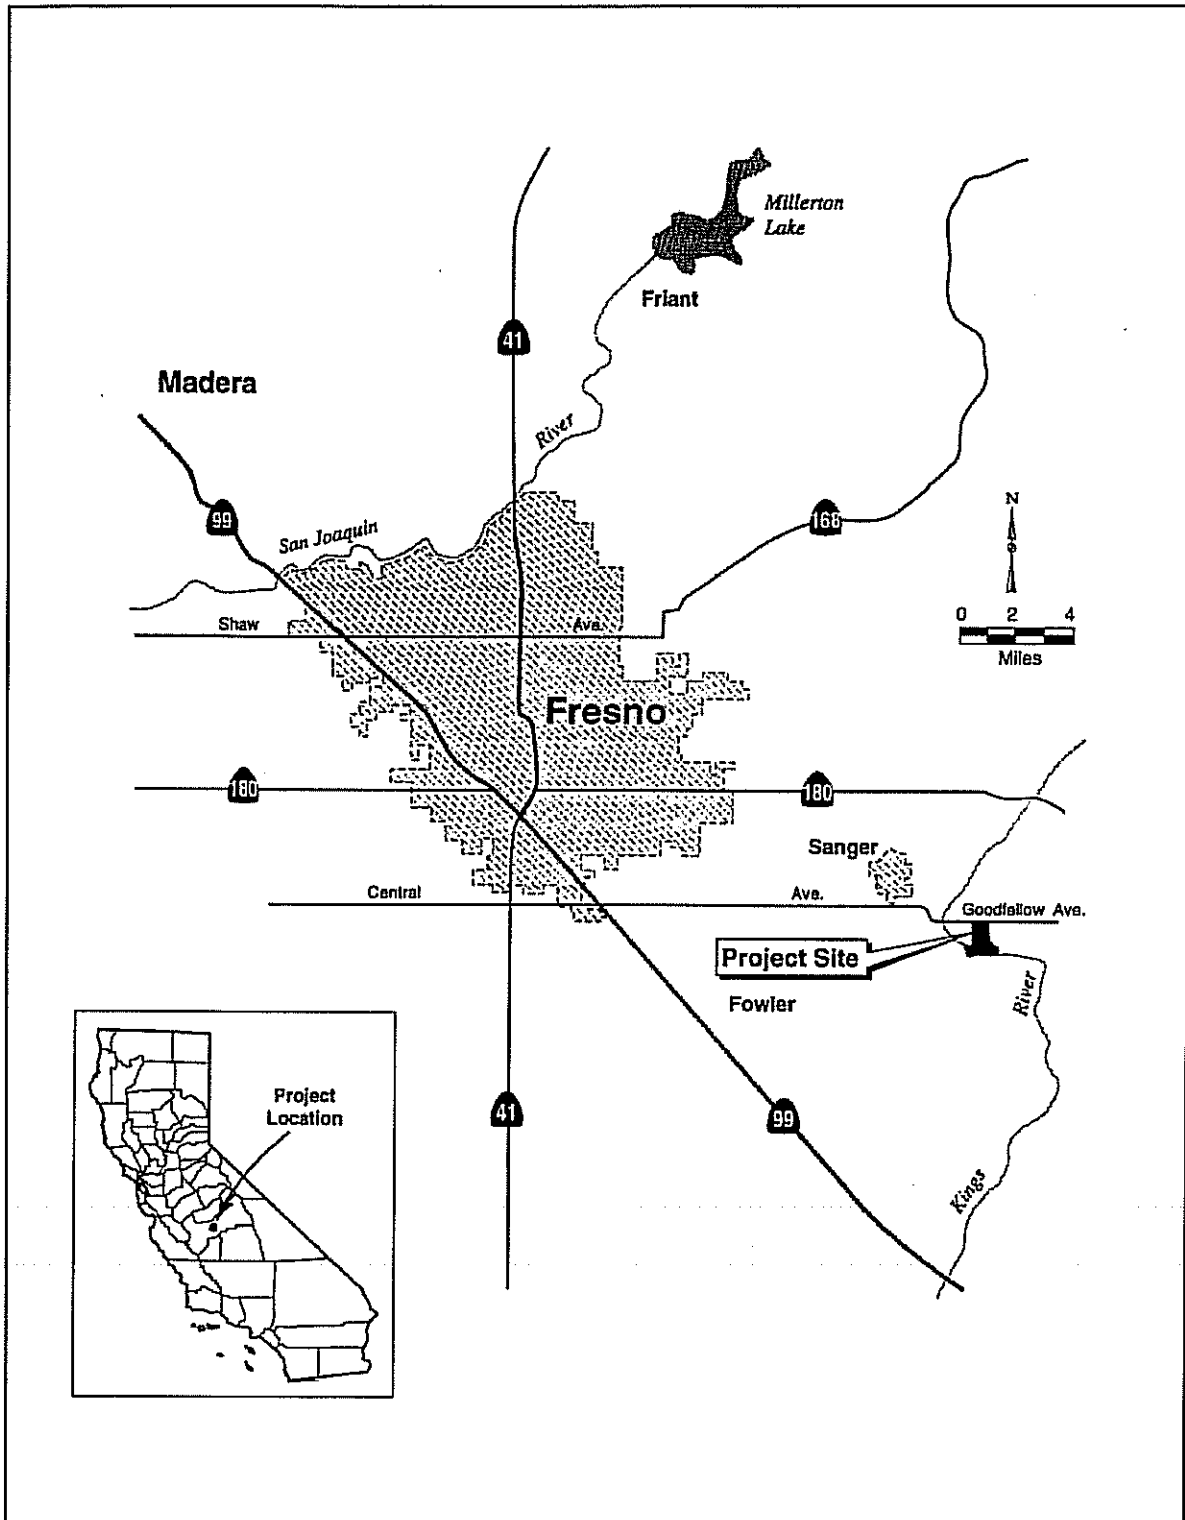 Millerton
Lake
Friant
41
Madera
River
99
San Joaquin
168
N
0 2 4
Miles
Shaw Ave.
Fresno
180
180
Sanger
Central Ave.
Goodfellow Ave.
Project Site
River
Fowler
Project
Location
41
99
Kings